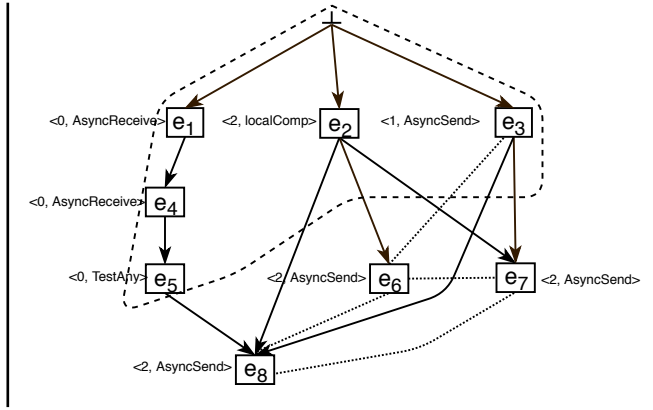 ⊥
<0, AsyncReceive> e1 <2, localComp> e2 <1, AsyncSend> e3
<0, AsyncReceive> e4
<0, TestAny> e5 <2, AsyncSend> e6 e7 <2, AsyncSend>
<2, AsyncSend> e8